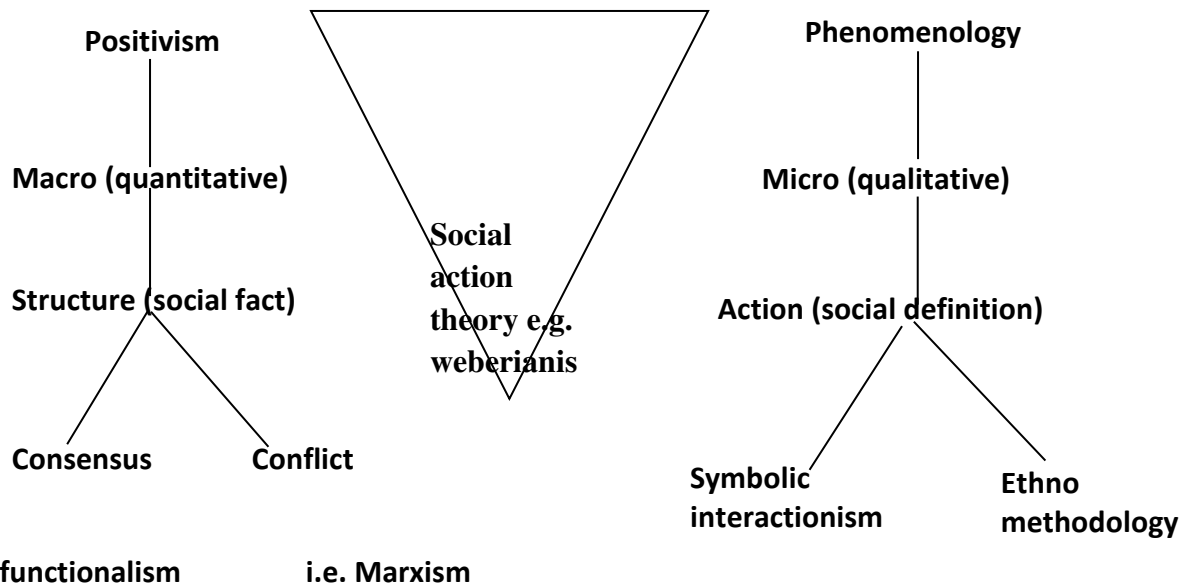 Positivism
Phenomenology
Macro (quantitative)
Micro (qualitative)
Social
action
theory e.g.
weberianis
Structure (social fact)
Action (social definition)
Consensus
Conflict
Symbolic
interactionism
Ethno
methodology
functionalism
i.e. Marxism